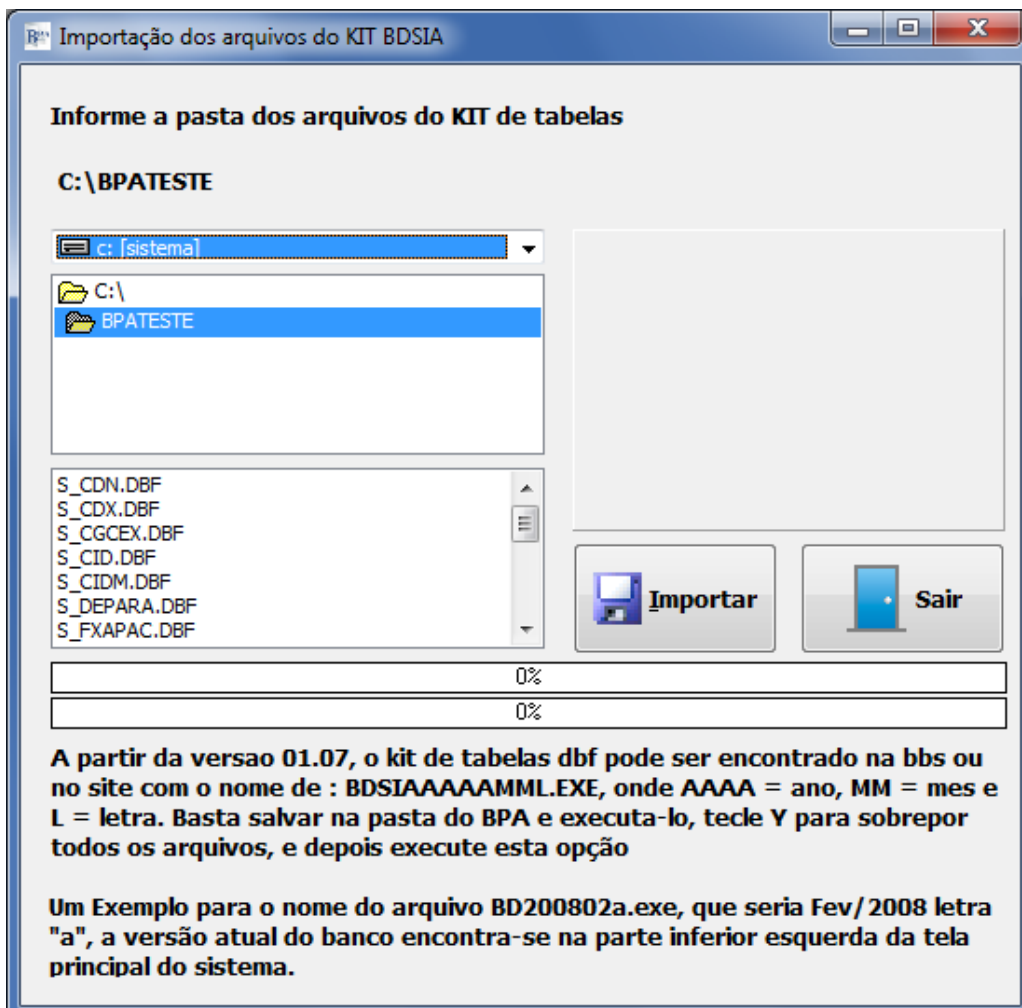 Importação dos arquivos do KIT BDSIA
Informe a pasta dos arquivos do KIT de tabelas
C:\BPATESTE
c: [sistema]
C:\
BPATESTE
S_CDN.DBF
S_CDX.DBF
S_CGCEX.DBF
S_CID.DBF
S_CIDM.DBF
S_DEPARA.DBF
S_FXAPAC.DBF
Importar
Sair
0%
0%
A partir da versao 01.07, o kit de tabelas dbf pode ser encontrado na bbs ou
no site com o nome de : BDSIAAAAAMML.EXE, onde AAAA = ano, MM = mes e
L = letra. Basta salvar na pasta do BPA e executa-lo, tecle Y para sobrepor
todos os arquivos, e depois execute esta opção
Um Exemplo para o nome do arquivo BD200802a.exe, que seria Fev/2008 letra
"a", a versão atual do banco encontra-se na parte inferior esquerda da tela
principal do sistema.